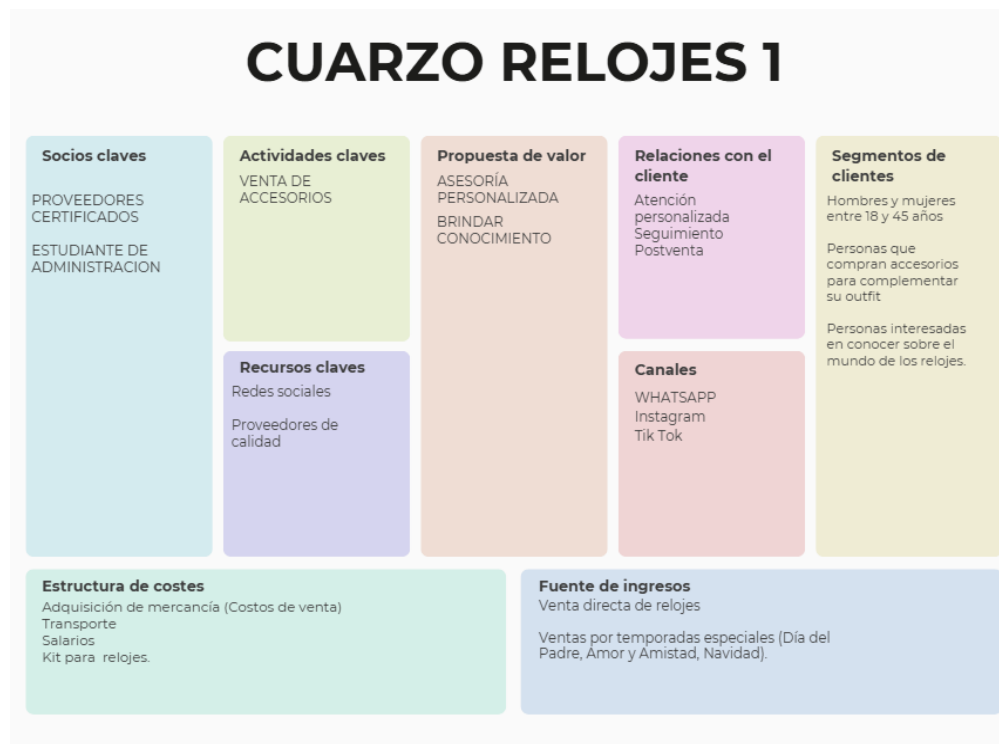 CUARZO RELOJES 1
Socios claves
PROVEEDORES
CERTIFICADOS
ESTUDIANTE DE
ADMINISTRACION
Actividades claves
VENTA DE
ACCESORIOS
Recursos claves
Redes sociales
Proveedores de
calidad
Propuesta de valor
ASESORÍA
PERSONALIZADA
BRINDAR
CONOCIMIENTO
Relaciones con el
cliente
Atención
personalizada
Seguimiento
Postventa
Canales
WHATSAPP
Instagram
Tik Tok
Segmentos de
clientes
Hombres y mujeres
entre 18 y 45 años
Personas que
compran accesorios
para complementar
su outfit
Personas interesadas
en conocer sobre el
mundo de los relojes.
Estructura de costes
Adquisición de mercancía (Costos de venta)
Transporte
Salarios
Kit para relojes.
Fuente de ingresos
Venta directa de relojes
Ventas por temporadas especiales (Día del
Padre, Amor y Amistad, Navidad).